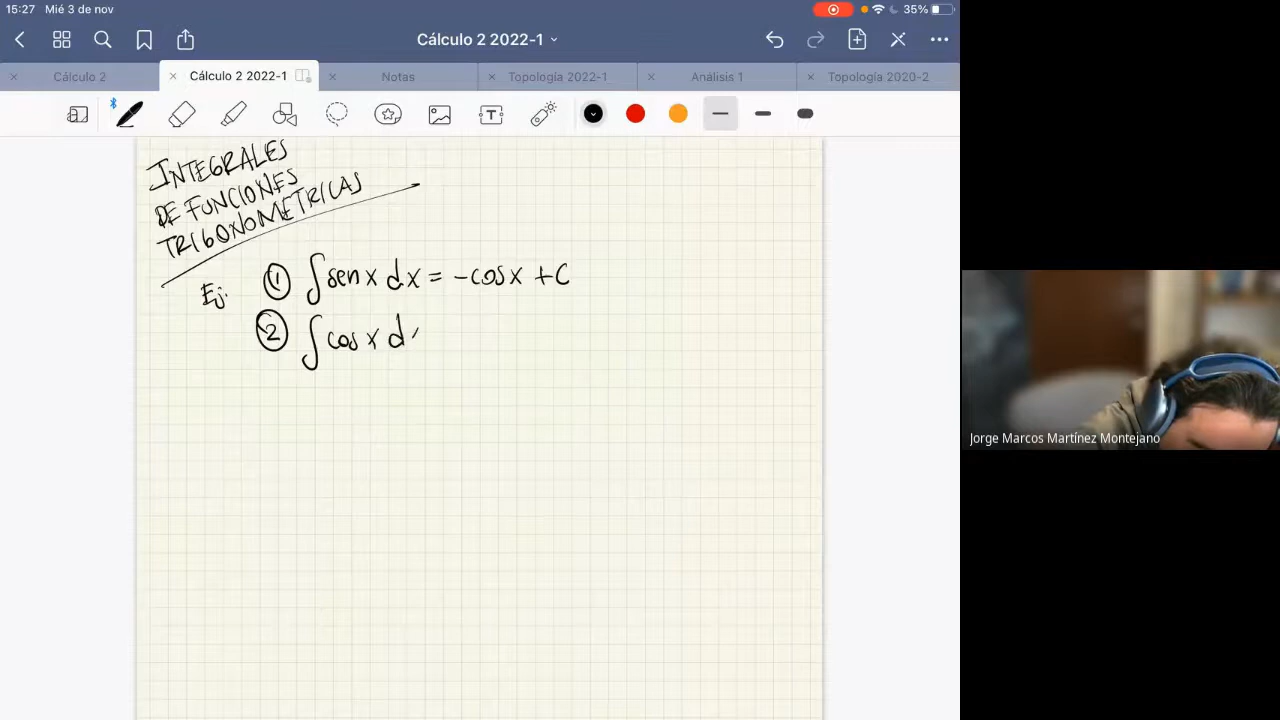 15:27 Mié 3 de nov 35%
Cálculo 2 2022-1
Cálculo 2 Cálculo 2 2022-1 Notas Topología 2022-1 Análisis 1 Topología 2020-2
T
INTEGRALES
DE FUNCIONES
TRIGONOMÉTRICAS
Ej: ① ∫sen x dx = -cos x + C
② ∫cos x d
Jorge Marcos Martínez Montejano